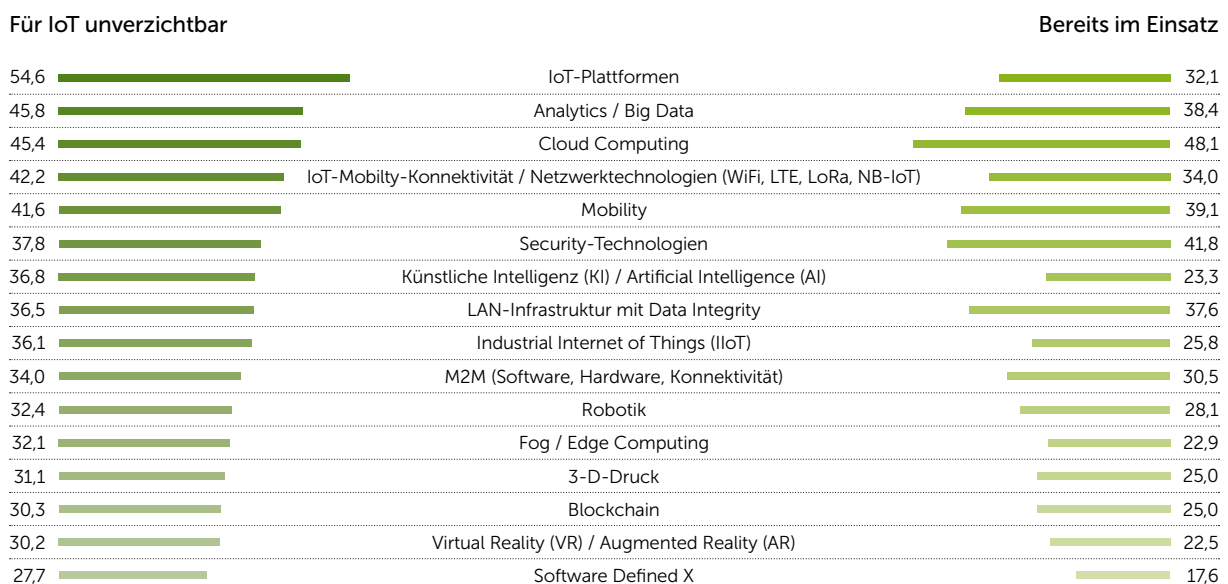 Für IoT unverzichtbar Bereits im Einsatz
54,6 IoT-Plattformen 32,1
45,8 Analytics / Big Data 38,4
45,4 Cloud Computing 48,1
42,2 IoT-Mobilty-Konnektivität / Netzwerktechnologien (WiFi, LTE, LoRa, NB-IoT) 34,0
41,6 Mobility 39,1
37,8 Security-Technologien 41,8
36,8 Künstliche Intelligenz (KI) / Artificial Intelligence (AI) 23,3
36,5 LAN-Infrastruktur mit Data Integrity 37,6
36,1 Industrial Internet of Things (IIoT) 25,8
34,0 M2M (Software, Hardware, Konnektivität) 30,5
32,4 Robotik 28,1
32,1 Fog / Edge Computing 22,9
31,1 3-D-Druck 25,0
30,3 Blockchain 25,0
30,2 Virtual Reality (VR) / Augmented Reality (AR) 22,5
27,7 Software Defined X 17,6